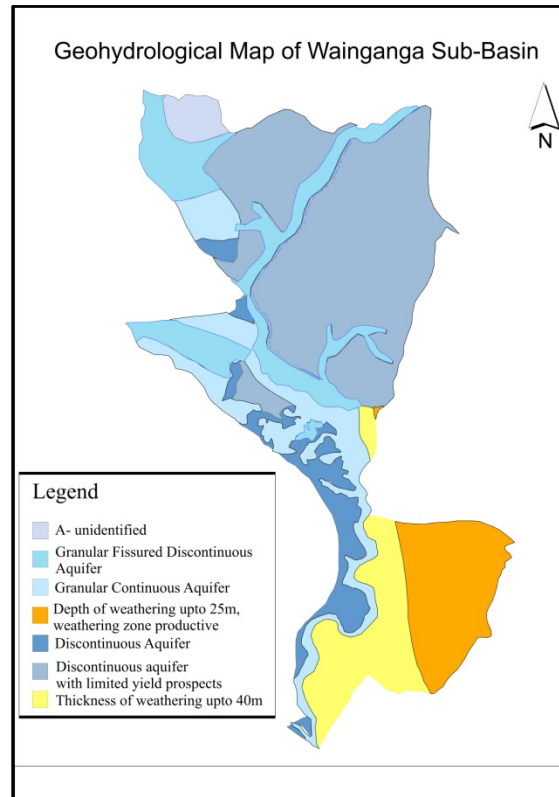 Geohydrological Map of Wainganga Sub-Basin
N
Legend
A- unidentified
Granular Fissured Discontinuous
Aquifer
Granular Continuous Aquifer
Depth of weathering upto 25m,
weathering zone productive
Discontinuous Aquifer
Discontinuous aquifer
with limited yield prospects
Thickness of weathering upto 40m